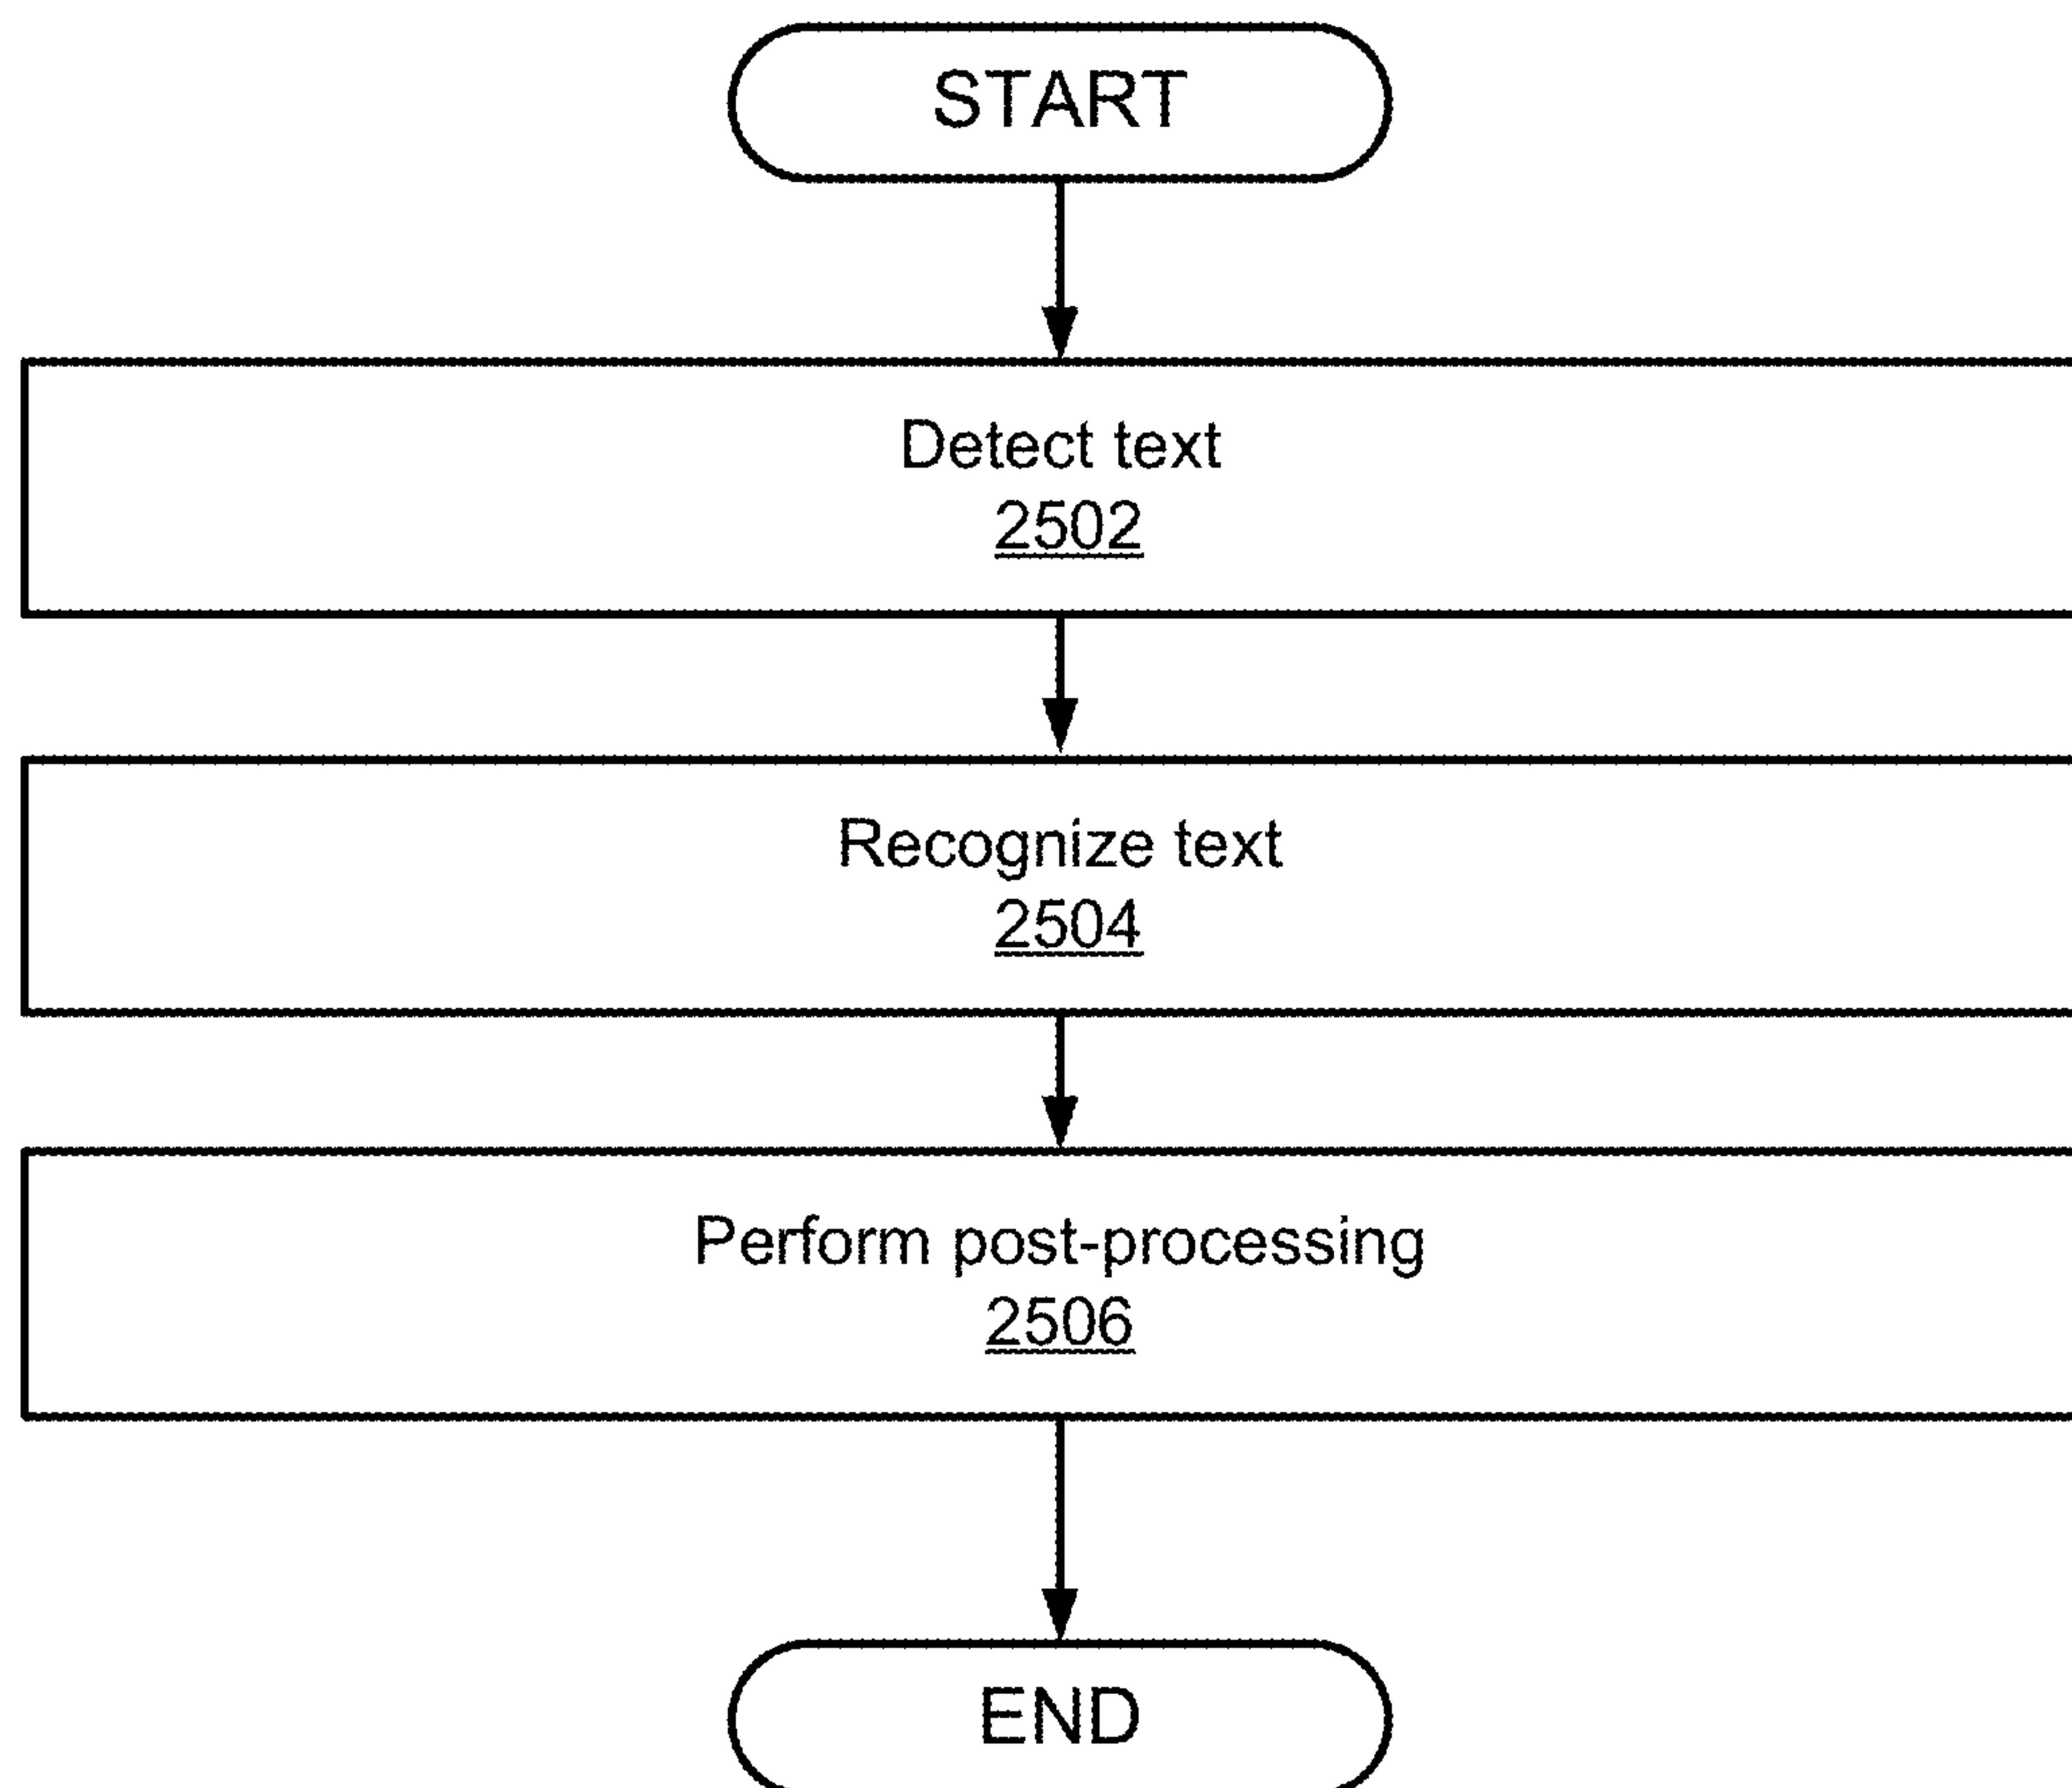 START
Detect text
2502
Recognize text
2504
Perform post-processing
2506
END